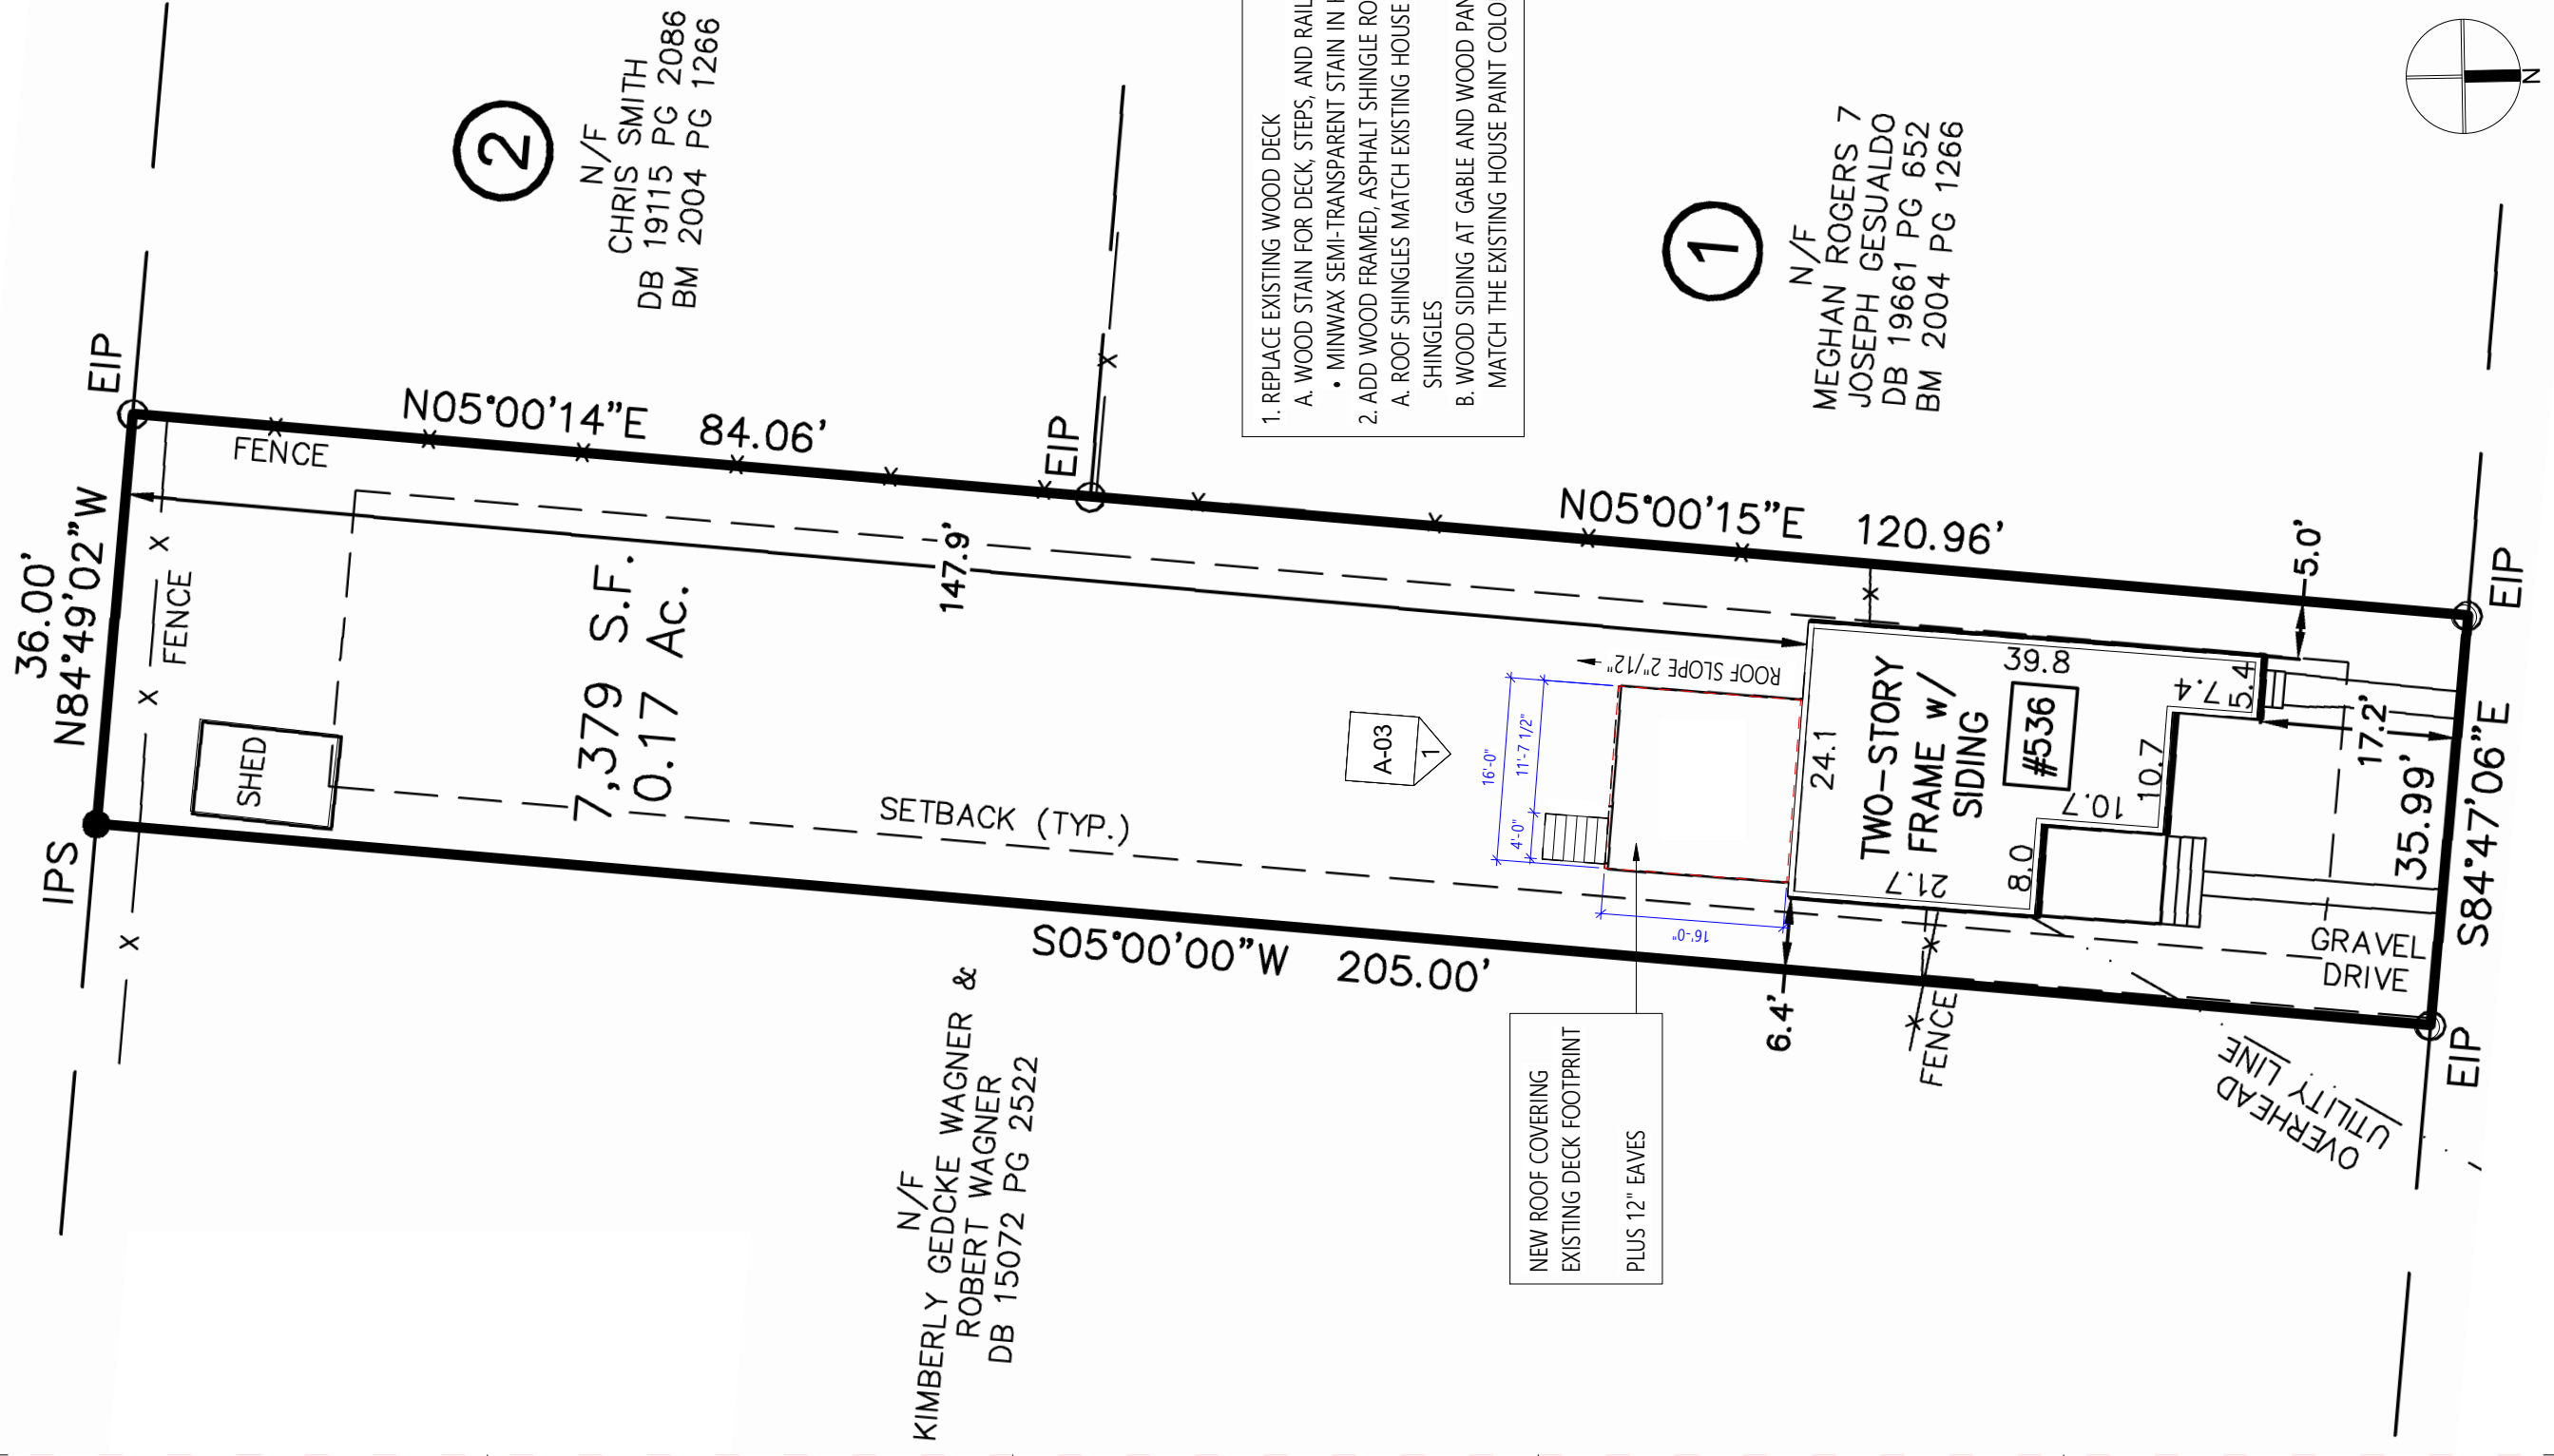 36.00'
N84°49'02"W
EIP
IPS
FENCE
FENCE
SHED
N05°00'14"E 84.06'
EIP
2
N/F
CHRIS SMITH
DB 19115 PG 2086
BM 2004 PG 1266
7,379 S.F.
0.17 Ac.
147.9'
SETBACK (TYP.)
S05°00'00"W 205.00'
N/F
KIMBERLY GEDCKE WAGNER &
ROBERT WAGNER
DB 15072 PG 2522
1. REPLACE EXISTING WOOD DECK
A. WOOD STAIN FOR DECK, STEPS, AND RAIL
• MINWAX SEMI-TRANSPARENT STAIN IN
2. ADD WOOD FRAMED, ASPHALT SHINGLE RO
A. ROOF SHINGLES MATCH EXISTING HOUSE
SHINGLES
B. WOOD SIDING AT GABLE AND WOOD PAN
MATCH THE EXISTING HOUSE PAINT COLO
A-03
1
16'-0"
11'-7 1/2"
4'-0"
16'-0"
ROOF SLOPE 2"/12"
NEW ROOF COVERING
EXISTING DECK FOOTPRINT
PLUS 12" EAVES
N05°00'15"E 120.96'
1
N/F
MEGHAN ROGERS 7
JOSEPH GESUALDO
DB 19661 PG 652
BM 2004 PG 1266
24.1
TWO-STORY
FRAME w/
SIDING
#536
39.8
21.7
8.0
10.7
10.7
7.4
5.4
6.4'
FENCE
5.0'
17.2'
GRAVEL
DRIVE
OVERHEAD
UTILITY LINE
35.99'
S84°47'06"E
EIP
EIP
N